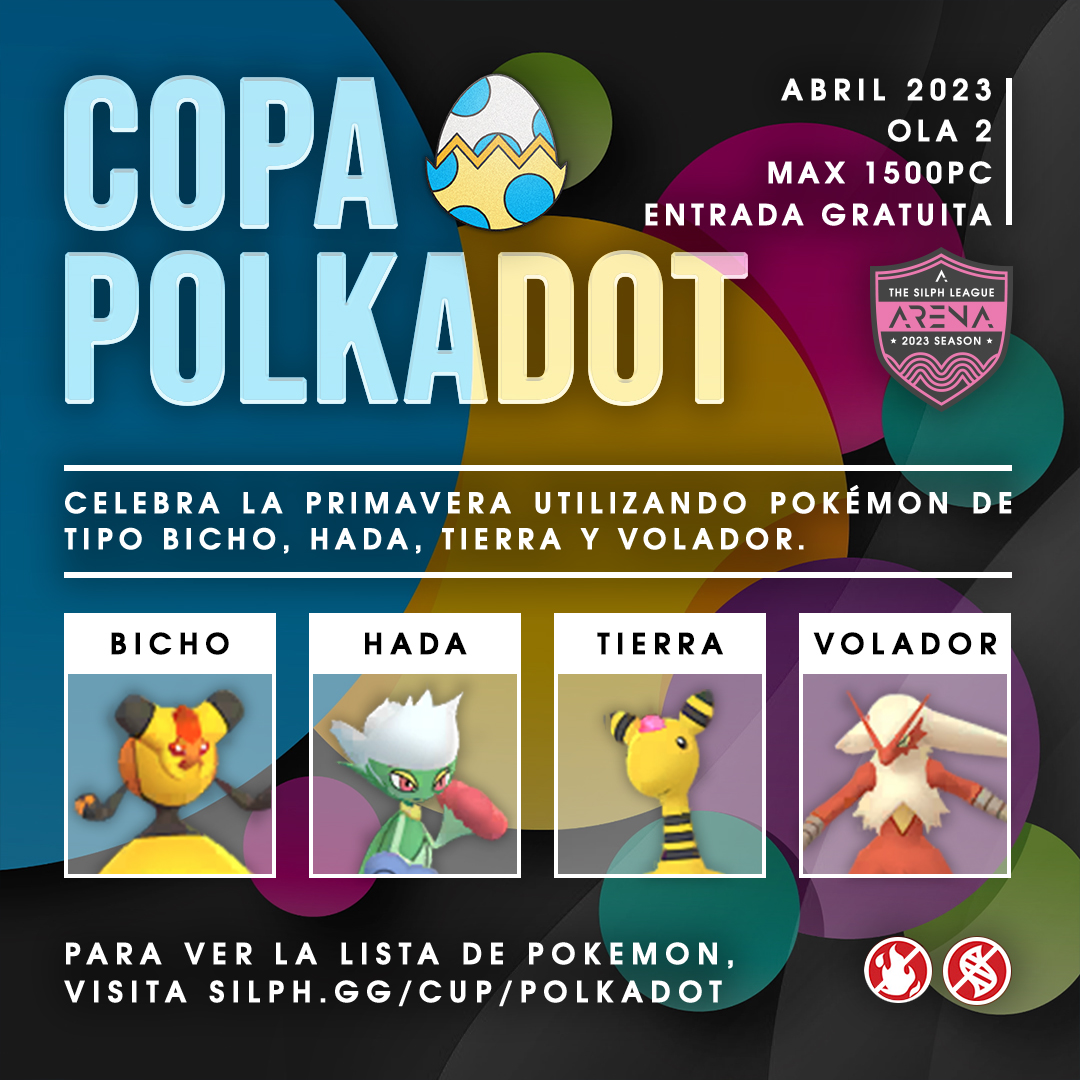 COPA
POLKADOT
ABRIL 2023
OLA 2
MAX 1500PC
ENTRADA GRATUITA
THE SILPH LEAGUE
ARENA
2023 SEASON
CELEBRA LA PRIMAVERA UTILIZANDO POKÉMON DE
TIPO BICHO, HADA, TIERRA Y VOLADOR.
BICHO
HADA
TIERRA
VOLADOR
PARA VER LA LISTA DE POKEMON,
VISITA SILPH.GG/CUP/POLKADOT